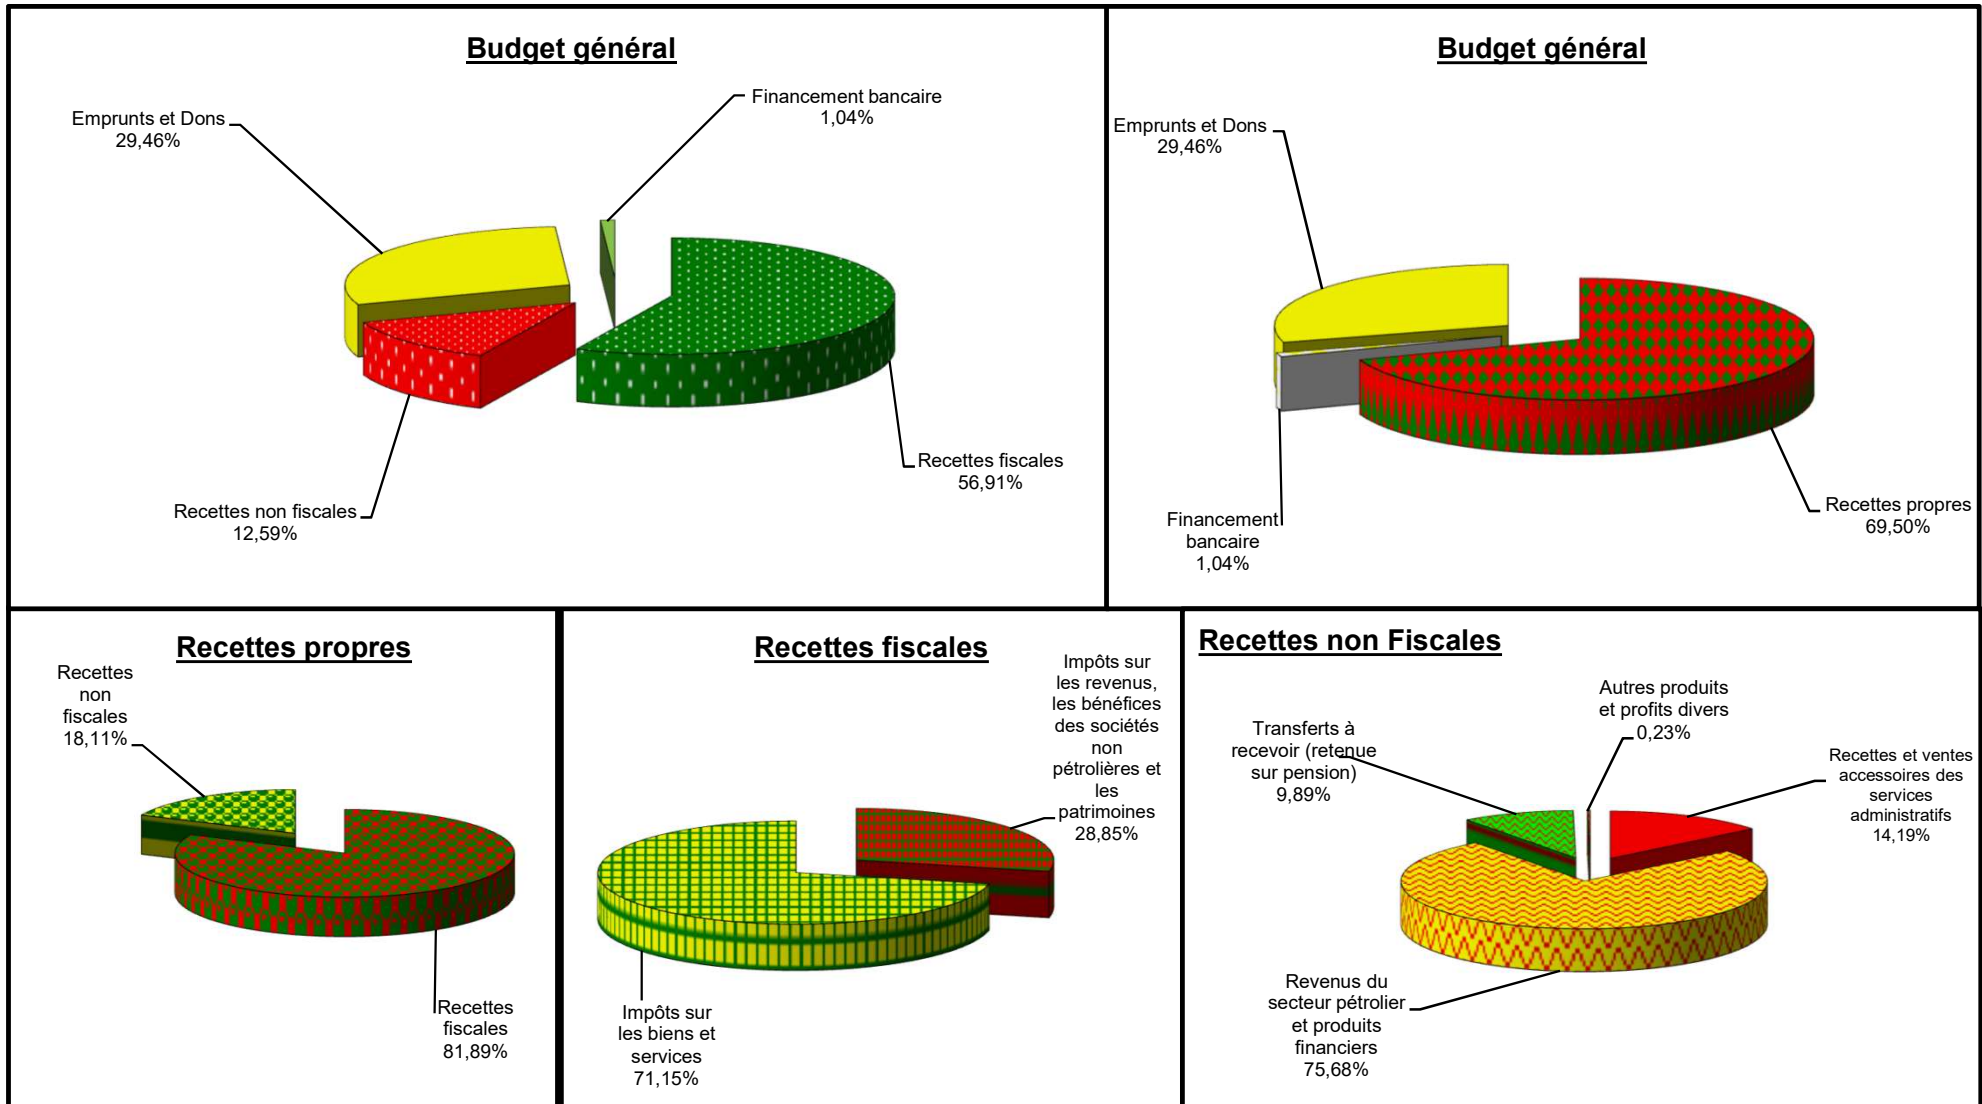 Budget général
Financement bancaire
1,04%
Emprunts et Dons
29,46%
Recettes fiscales
56,91%
Recettes non fiscales
12,59%
Budget général
Emprunts et Dons
29,46%
Recettes propres
69,50%
Financement
bancaire
1,04%
Recettes propres
Recettes
non
fiscales
18,11%
Recettes
fiscales
81,89%
Recettes fiscales
Impôts sur
les revenus,
les bénéfices
des sociétés
non
pétrolières et
les
patrimoines
28,85%
Impôts sur
les biens et
services
71,15%
Recettes non Fiscales
Autres produits
et profits divers
0,23%
Transferts à
recevoir (retenue
sur pension)
9,89%
Recettes et ventes
accessoires des
services
administratifs
14,19%
Revenus du
secteur pétrolier
et produits
financiers
75,68%